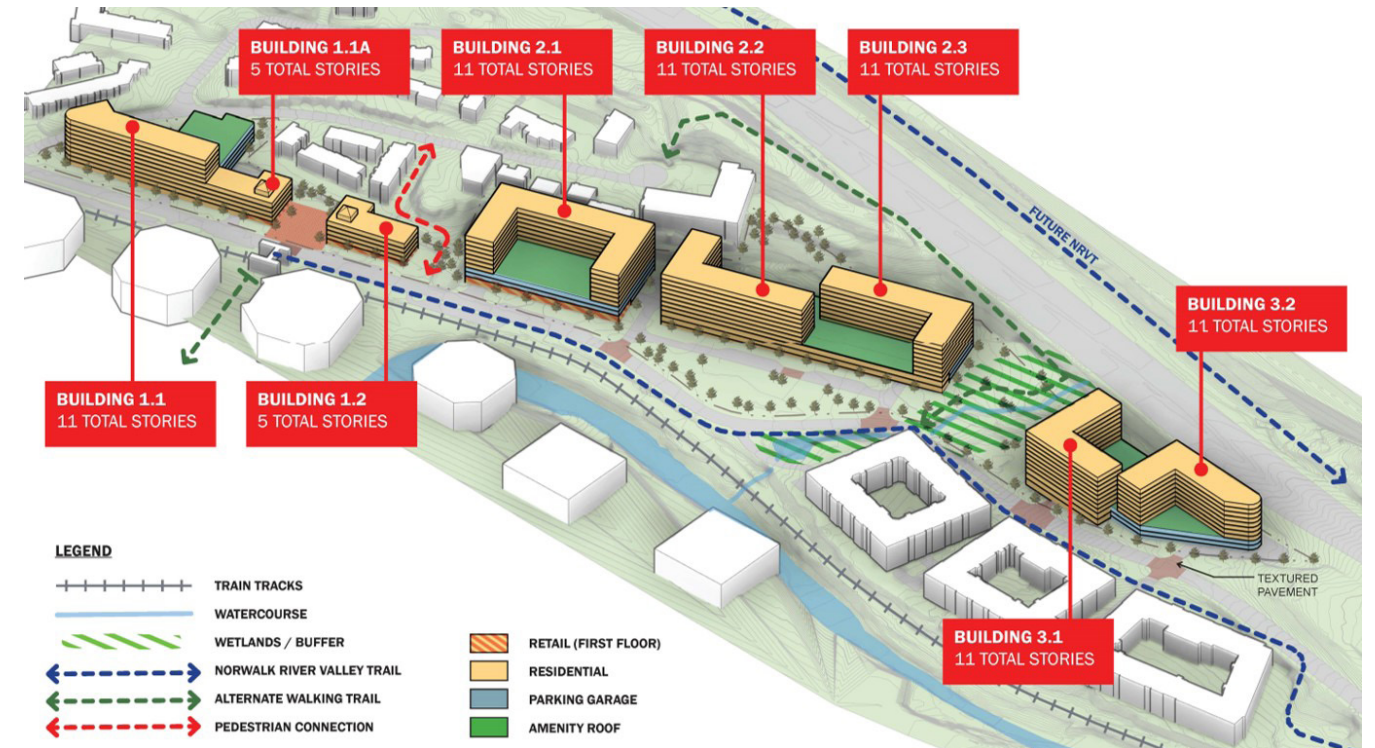 BUILDING 1.1A
5 TOTAL STORIES
BUILDING 2.1
11 TOTAL STORIES
BUILDING 2.2
11 TOTAL STORIES
BUILDING 2.3
11 TOTAL STORIES
FUTURE NRVT
BUILDING 3.2
11 TOTAL STORIES
BUILDING 1.1
11 TOTAL STORIES
BUILDING 1.2
5 TOTAL STORIES
TEXTURED
PAVEMENT
BUILDING 3.1
11 TOTAL STORIES
LEGEND
TRAIN TRACKS
WATERCOURSE
WETLANDS / BUFFER
NORWALK RIVER VALLEY TRAIL
ALTERNATE WALKING TRAIL
PEDESTRIAN CONNECTION
RETAIL (FIRST FLOOR)
RESIDENTIAL
PARKING GARAGE
AMENITY ROOF